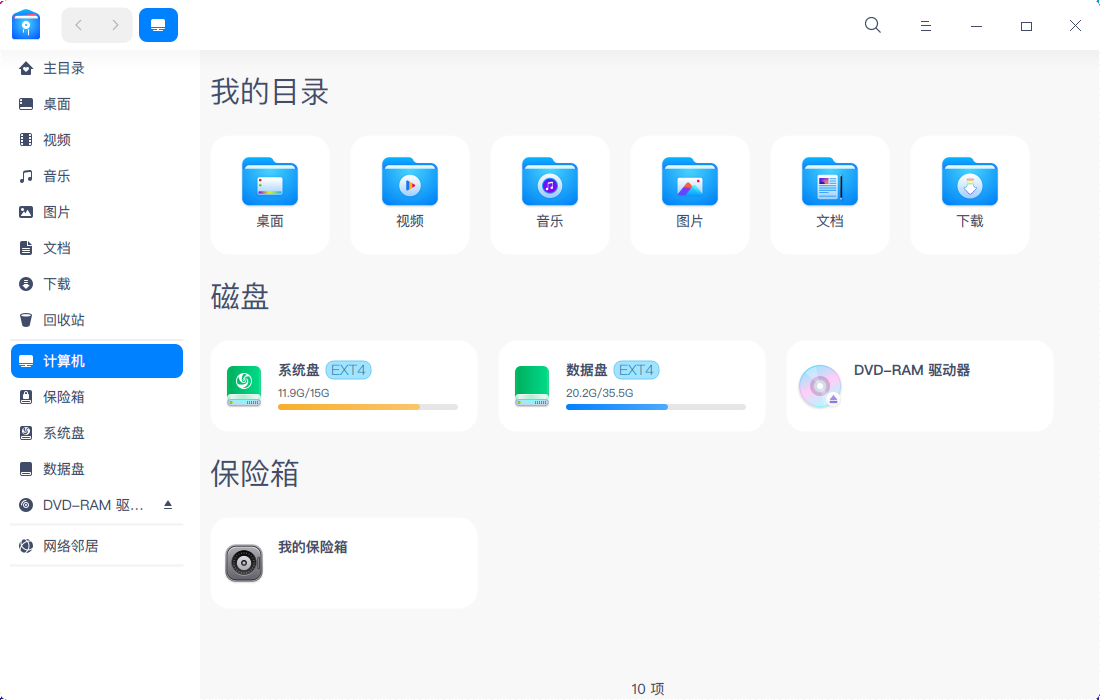 主目录
桌面
视频
音乐
图片
文档
下载
回收站
计算机
保险箱
系统盘
数据盘
DVD-RAM 驱...
网络邻居
我的目录
桌面
视频
音乐
图片
文档
下载
磁盘
系统盘 EXT4
11.9G/15G
数据盘 EXT4
20.2G/35.5G
DVD-RAM 驱动器
保险箱
我的保险箱
10 项